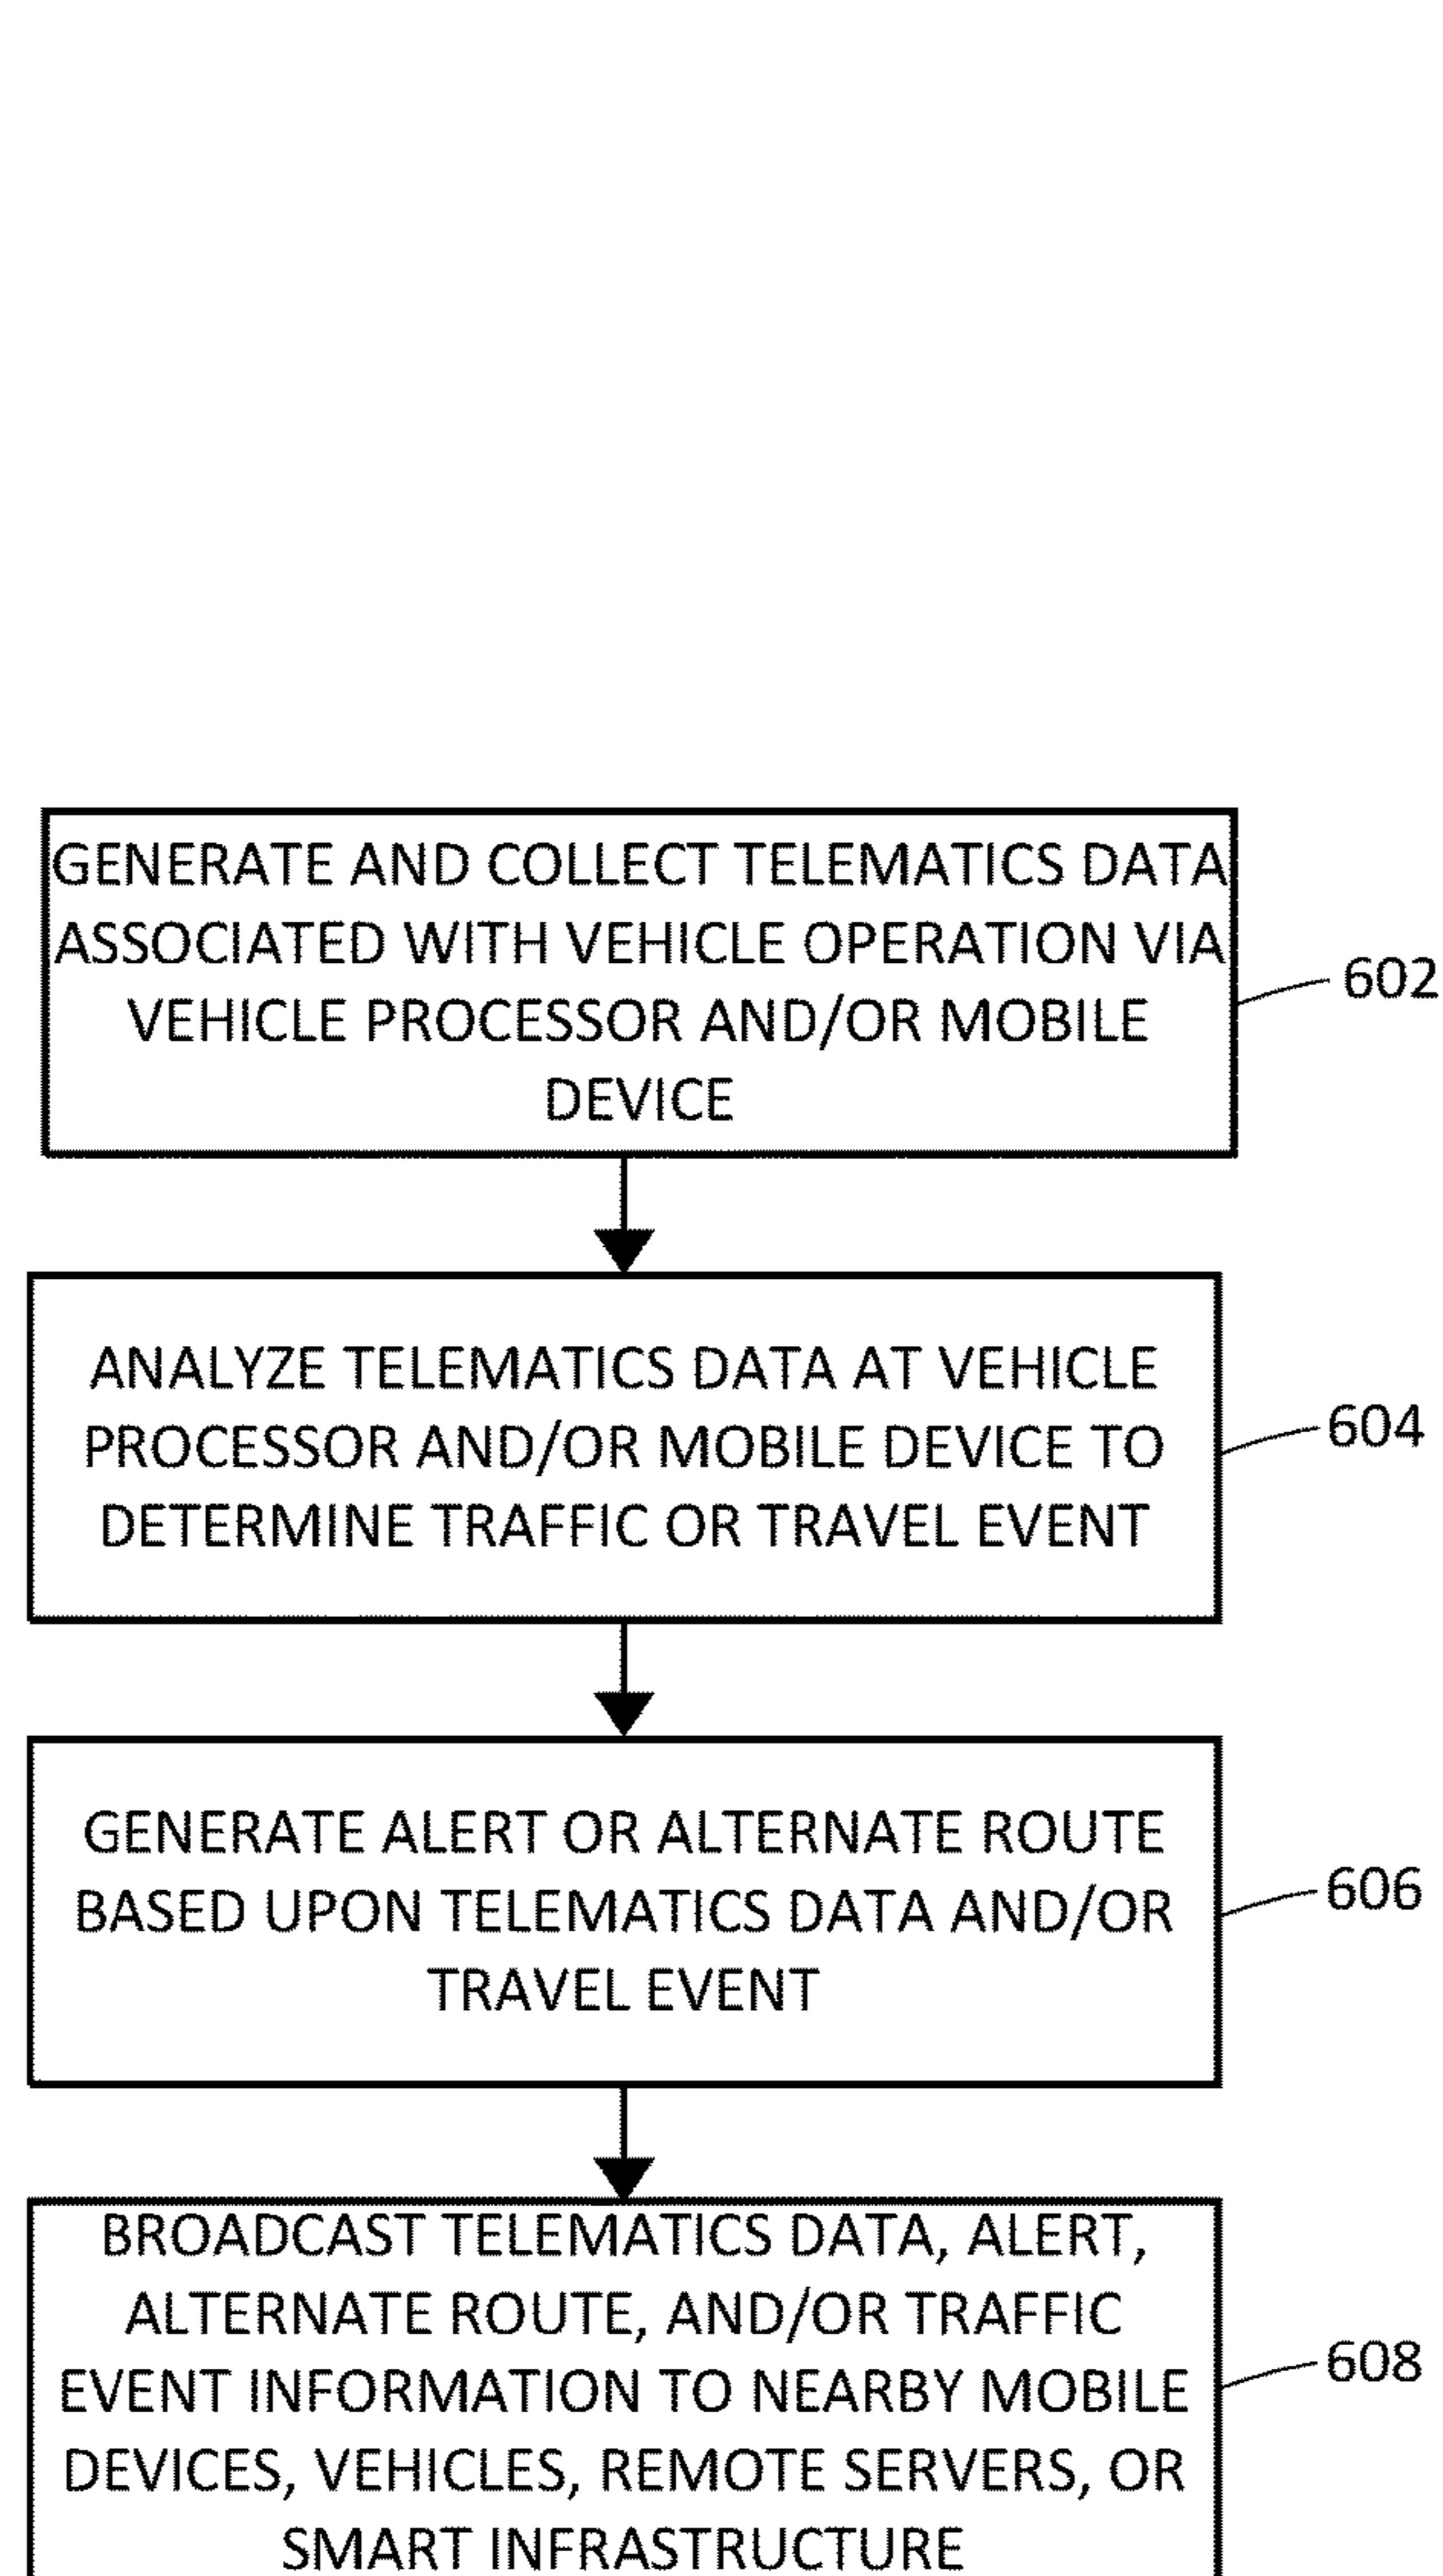 GENERATE AND COLLECT TELEMATICS DATA
ASSOCIATED WITH VEHICLE OPERATION VIA
VEHICLE PROCESSOR AND/OR MOBILE
DEVICE
602
ANALYZE TELEMATICS DATA AT VEHICLE
PROCESSOR AND/OR MOBILE DEVICE TO
DETERMINE TRAFFIC OR TRAVEL EVENT
604
GENERATE ALERT OR ALTERNATE ROUTE
BASED UPON TELEMATICS DATA AND/OR
TRAVEL EVENT
606
BROADCAST TELEMATICS DATA, ALERT,
ALTERNATE ROUTE, AND/OR TRAFFIC
EVENT INFORMATION TO NEARBY MOBILE
DEVICES, VEHICLES, REMOTE SERVERS, OR
SMART INFRASTRUCTURE
608